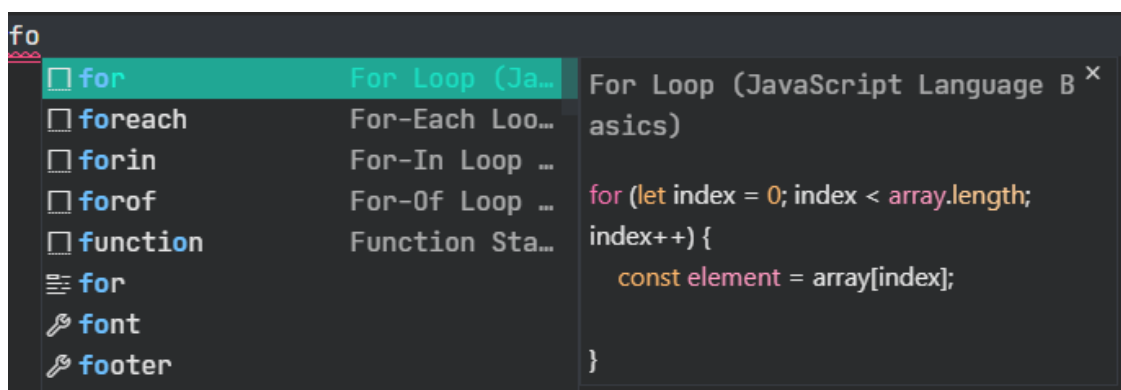 fo
for For Loop (Ja…
foreach For-Each Loo…
forin For-In Loop …
forof For-Of Loop …
function Function Sta…
for
font
footer
For Loop (JavaScript Language B
asics)
for (let index = 0; index < array.length;
index++) {
const element = array[index];
}